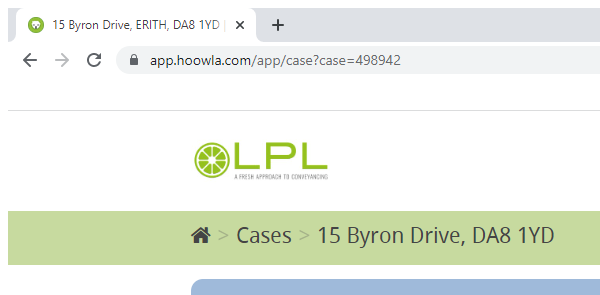 15 Byron Drive, ERITH, DA8 1YD
app.hoowla.com/app/case?case=498942
LPL
A FRESH APPROACH TO CONVEYANCING
> Cases > 15 Byron Drive, DA8 1YD